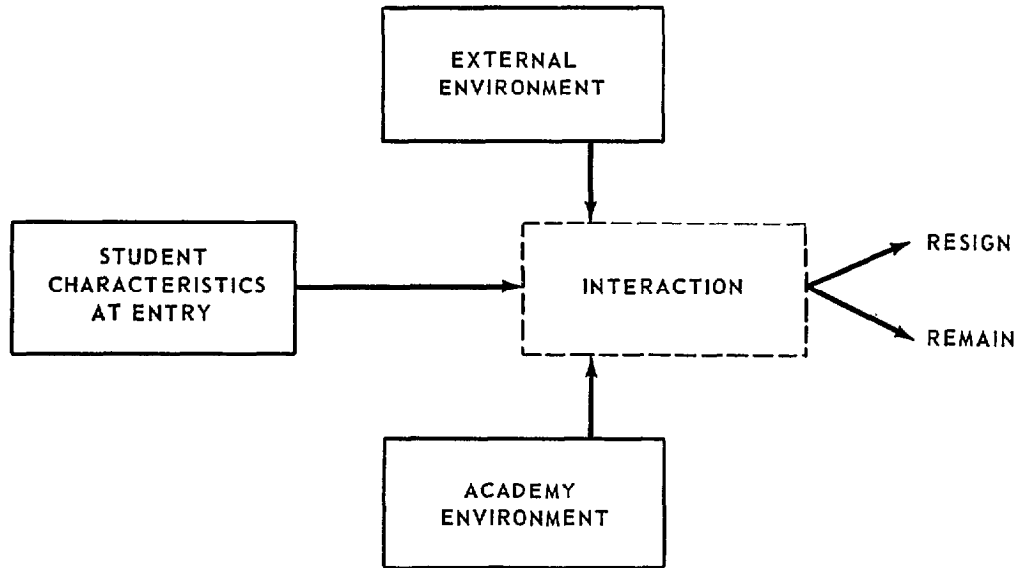 EXTERNAL
ENVIRONMENT
STUDENT
CHARACTERISTICS
AT ENTRY
INTERACTION
RESIGN
REMAIN
ACADEMY
ENVIRONMENT